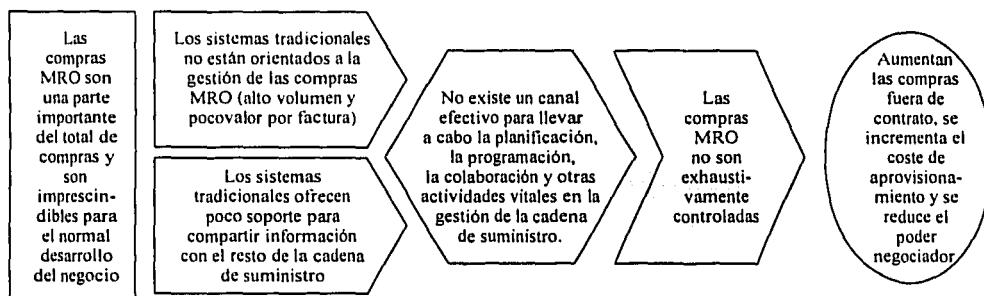 Las
compras
MRO son
una parte
importante
del total de
compras y
son
imprescin-
dibles para
el normal
desarrollo
del negocio
Los sistemas tradicionales
no están orientados a la
gestión de las compras
MRO (alto volumen y
pocovalor por factura)
Los sistemas
tradicionales ofrecen
poco soporte para
compartir información
con el resto de la cadena
de suministro
No existe un canal
efectivo para llevar
a cabo la planificación,
la programación,
la colaboración y otras
actividades vitales en la
gestión de la cadena
de suministro.
Las
compras
MRO
no son
exhausti-
vamente
controladas
Aumentan
las compras
fuera de
contrato, se
incrementa el
coste de
aprovisiona-
miento y se
reduce el
poder
negociador